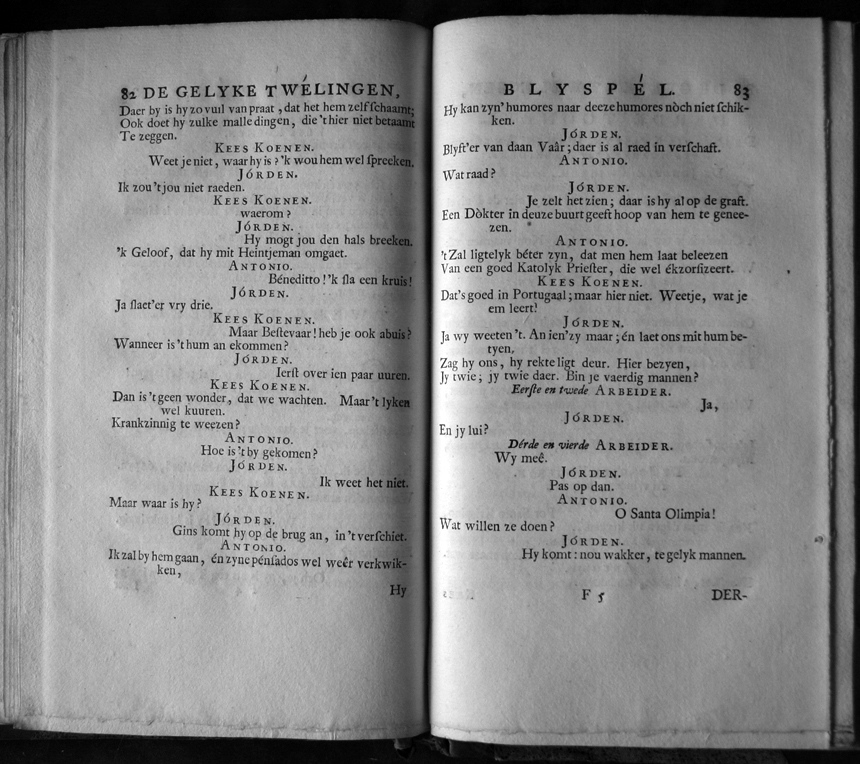 82 DE GELYKE TWÉLINGEN,
Daer by is hy zo vuil van praat, dat het hem zelf ſchaamt;
Ook doet hy zulke malle dingen, die 't hier niet betaamt
Te zeggen.
KEES KOENEN.
Weet je niet, waar hy is? 'k wou hem wel ſpreeken.
JÓRDEN.
Ik zou 't jou niet raeden.
KEES KOENEN.
waerom?
JÓRDEN.
Hy mogt jou den hals breeken.
'k Geloof, dat hy mit Heintjeman omgaet.
ANTONIO.
Béneditto! 'k ſla een kruis!
JÓRDEN.
Ja ſlaet'er vry drie.
KEES KOENEN.
Maar Beſtevaar! heb je ook abuis?
Wanneer is 't hum an ekommen?
JÓRDEN.
Ierſt over ien paar uuren.
KEES KOENEN.
Dan is 't geen wonder, dat we wachten. Maar 't lyken
wel kuuren.
Krankzinnig te weezen?
ANTONIO.
Hoe is 't by gekomen?
JÓRDEN.
Ik weet het niet.
KEES KOENEN.
Maar waar is hy?
JÓRDEN.
Gins komt hy op de brug an, in 't verſchiet.
ANTONIO.
Ik zal by hem gaan, én zyne pénſados wel weêr verkwik-
ken,
Hy
BLYSPÉL. 83
Hy kan zyn' humores naar deeze humores nòch niet ſchik-
ken.
JÓRDEN.
Blyft'er van daan Vaâr; daer is al raed in verſchaft.
ANTONIO.
Wat raad?
JÓRDEN.
Je zelt het zien; daar is hy al op de graft.
Een Dòkter in deuze buurt geeft hoop van hem te genee-
zen.
ANTONIO.
't Zal ligtelyk béter zyn, dat men hem laat beleezen
Van een goed Katolyk Prieſter, die wel ékzorſizeert.
KEES KOENEN.
Dat's goed in Portugaal; maar hier niet. Weetje, wat je
em leert?
JÓRDEN.
Ja wy weeten 't. An ien'zy maar; én laet ons mit hum be-
tyen.
Zag hy ons, hy rekte ligt deur. Hier bezyen,
Jy twie; jy twie daer. Bin je vaerdig mannen?
Eerſte en twede ARBEIDER.
Ja,
JÓRDEN.
En jy lui?
Dérde en vierde ARBEIDER.
Wy meê.
JÓRDEN.
Pas op dan.
ANTONIO.
O Santa Olimpia!
Wat willen ze doen?
JÓRDEN.
Hy komt: nou wakker, te gelyk mannen.
F 5 DER-